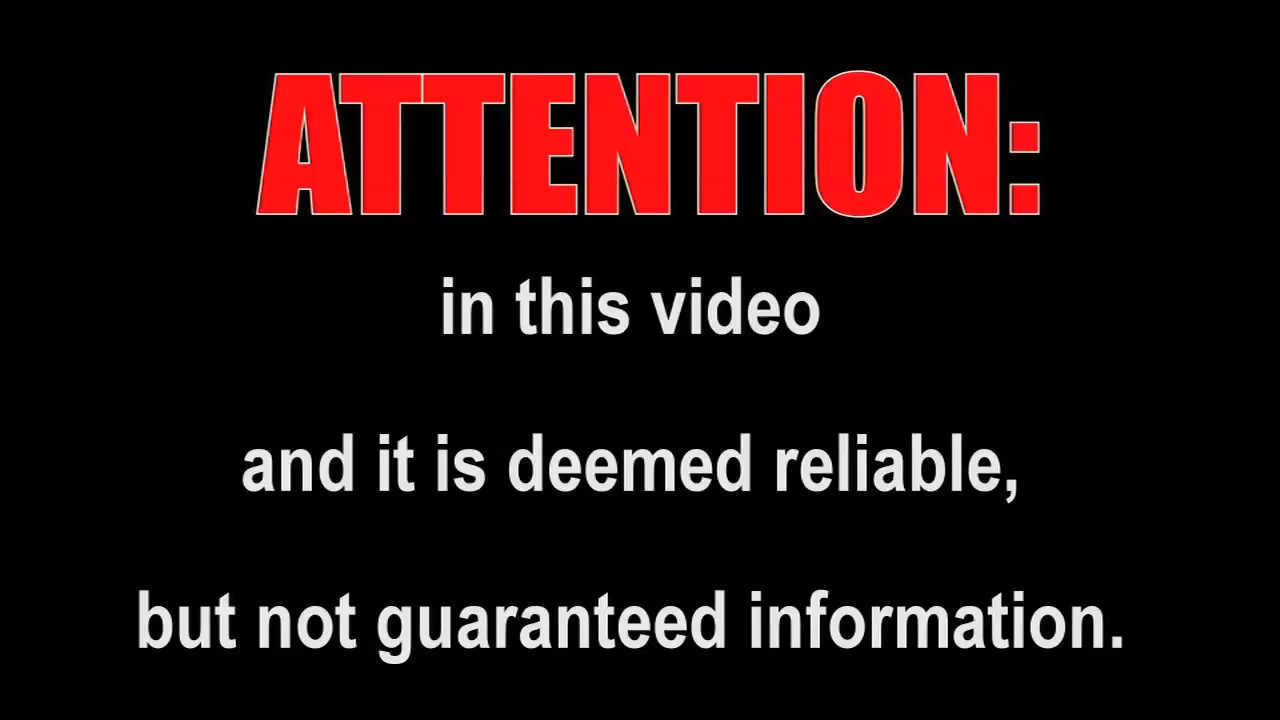 ATTENTION:
in this video
and it is deemed reliable,
but not guaranteed information.